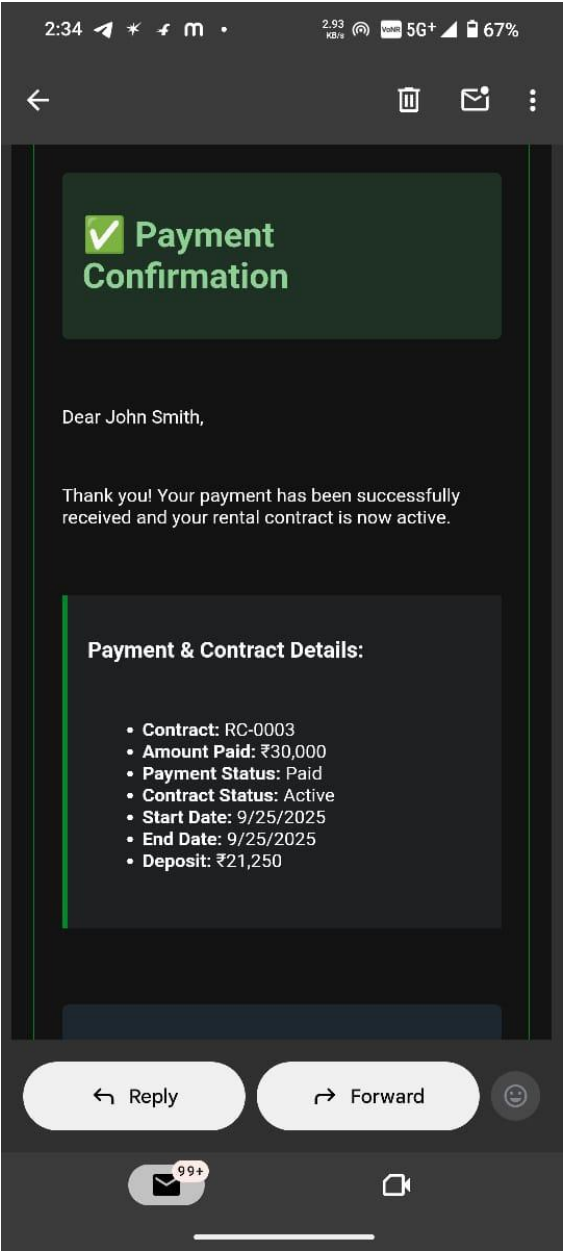 2:34
2.93
KB/s
VoNR
5G+
67%
✅ Payment
Confirmation
Dear John Smith,
Thank you! Your payment has been successfully
received and your rental contract is now active.
Payment & Contract Details:
• Contract: RC-0003
• Amount Paid: ₹30,000
• Payment Status: Paid
• Contract Status: Active
• Start Date: 9/25/2025
• End Date: 9/25/2025
• Deposit: ₹21,250
Reply
Forward
99+